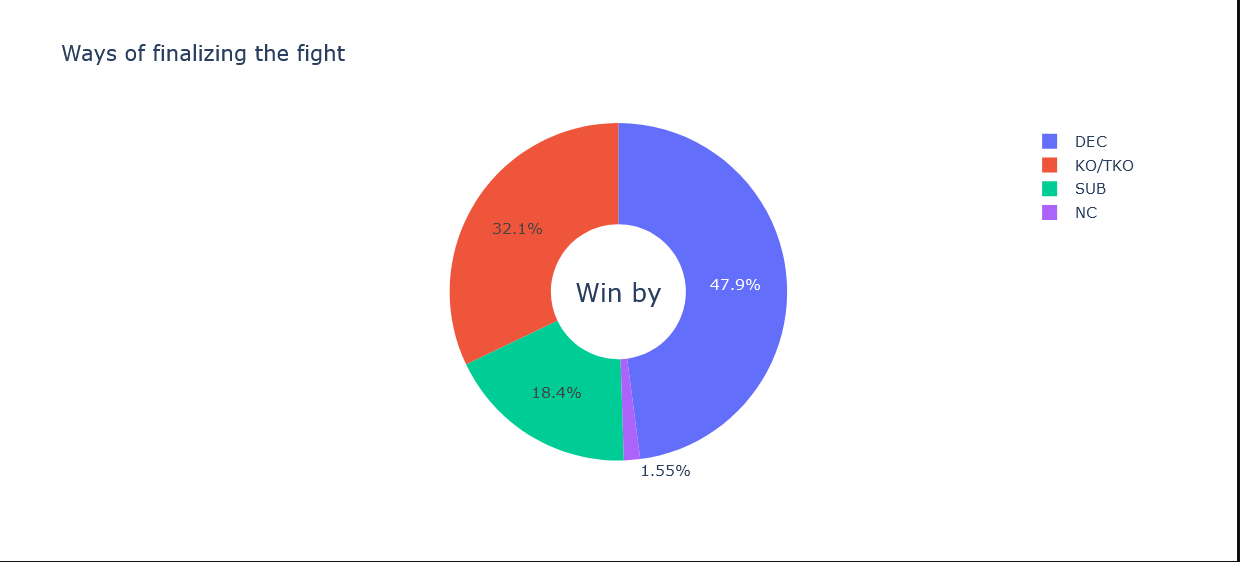 Ways of finalizing the fight
DEC
KO/TKO
SUB
NC
32.1%
47.9%
Win by
18.4%
1.55%